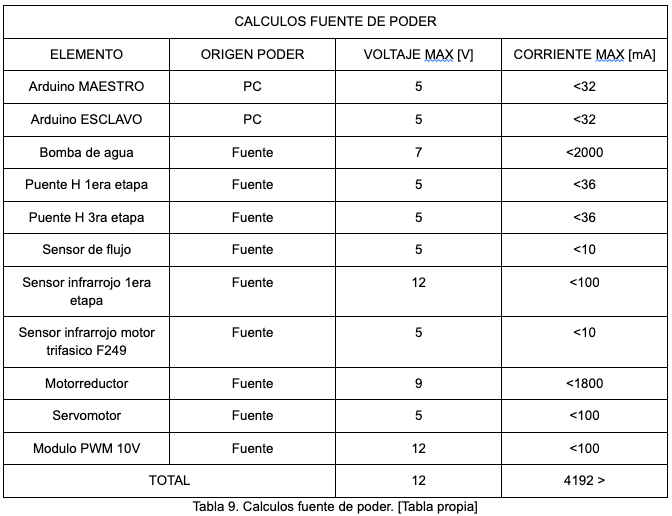 CALCULOS FUENTE DE PODER
ELEMENTO ORIGEN PODER VOLTAJE MAX [V] CORRIENTE MAX [mA]
Arduino MAESTRO PC 5 <32
Arduino ESCLAVO PC 5 <32
Bomba de agua Fuente 7 <2000
Puente H 1era etapa Fuente 5 <36
Puente H 3ra etapa Fuente 5 <36
Sensor de flujo Fuente 5 <10
Sensor infrarrojo 1era Fuente 12 <100
etapa
Sensor infrarrojo motor Fuente 5 <10
trifasico F249
Motorreductor Fuente 9 <1800
Servomotor Fuente 5 <100
Modulo PWM 10V Fuente 12 <100
TOTAL 12 4192 >
Tabla 9. Calculos fuente de poder. [Tabla propia]